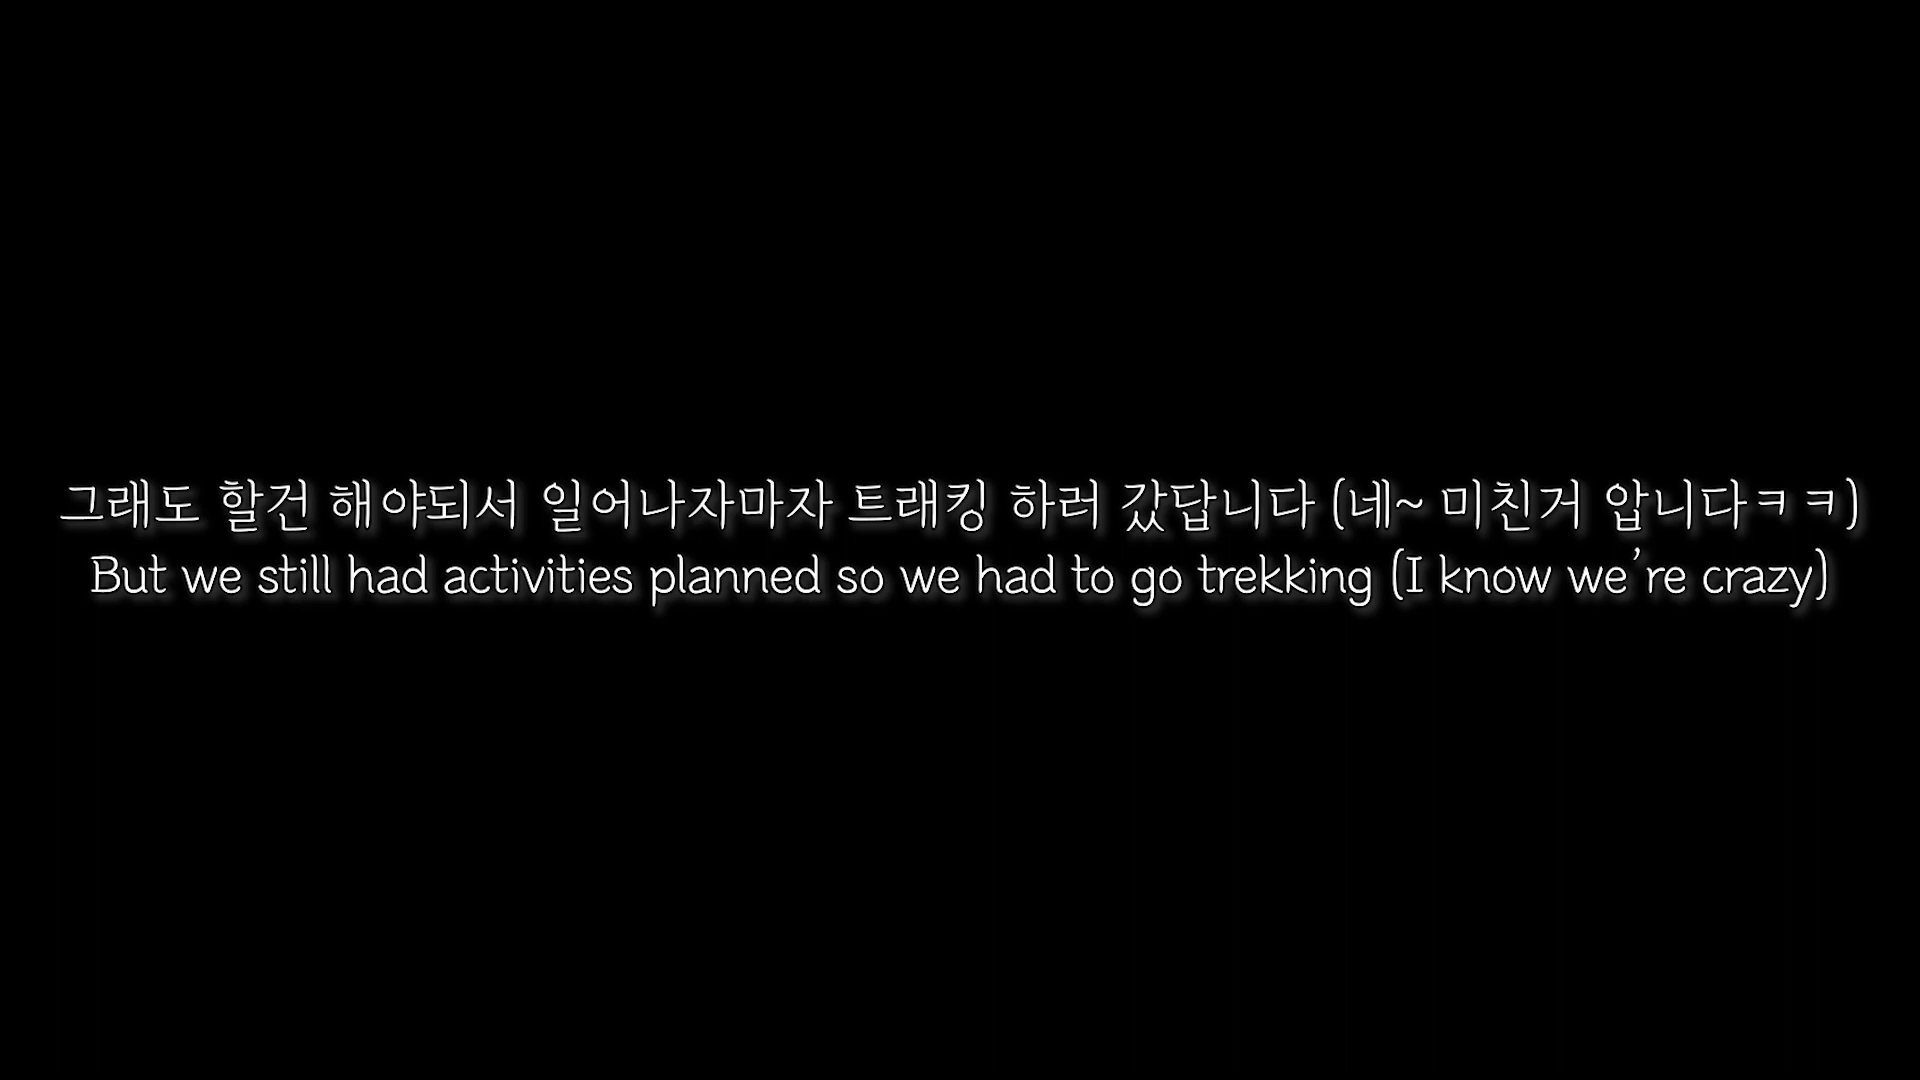 그래도 할건 해야되서 일어나자마자 트래킹 하러 갔답니다 (네~ 미친거 압니다ㅋㅋ)
But we still had activities planned so we had to go trekking (I know we’re crazy)